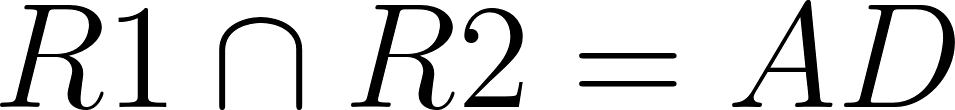 R1 ∩ R2 = AD